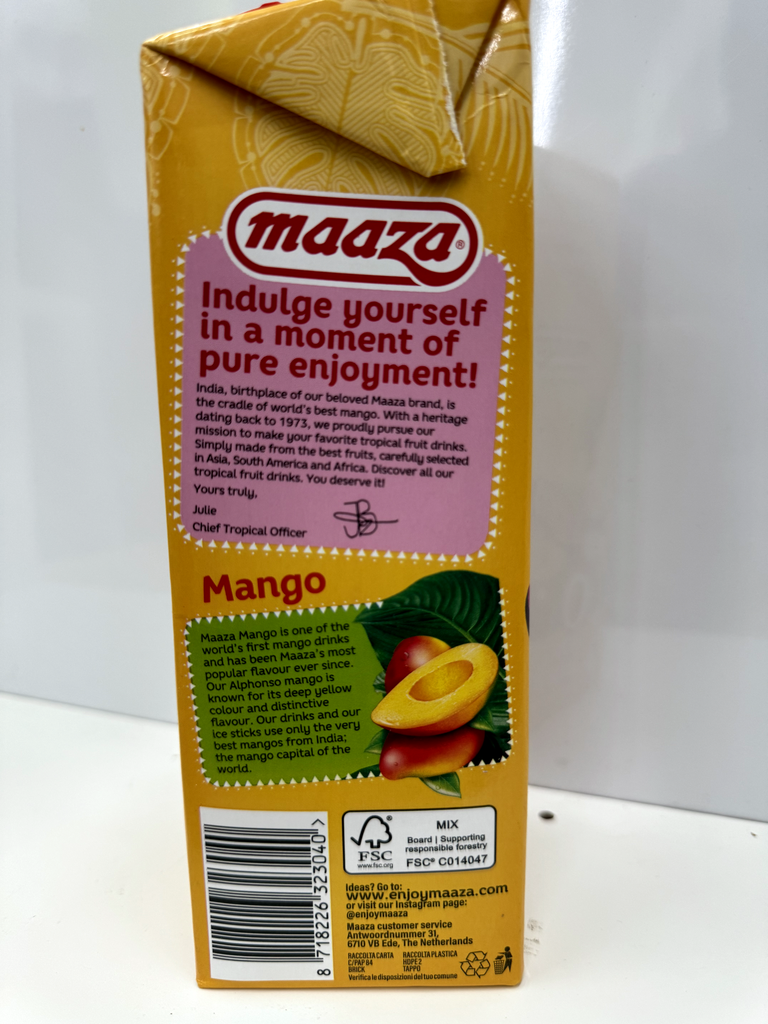 maaza®
Indulge yourself
in a moment of
pure enjoyment!
India, birthplace of our beloved Maaza brand, is
the cradle of world's best mango. With a heritage
dating back to 1973, we proudly pursue our
mission to make your favorite tropical fruit drinks.
Simply made from the best fruits, carefully selected
in Asia, South America and Africa. Discover all our
tropical fruit drinks. You deserve it!
Yours truly,
Julie
Chief Tropical Officer
Mango
Maaza Mango is one of the
world's first mango drinks
and has been Maaza's most
popular flavour ever since.
Our Alphonso mango is
known for its deep yellow
colour and distinctive
flavour. Our drinks and our
ice sticks use only the very
best mangos from India;
the mango capital of the
world.
8 718226 323040 >
FSC
www.fsc.org
MIX
Board | Supporting
responsible forestry
FSC® C014047
Ideas? Go to:
www.enjoymaaza.com
or visit our Instagram page:
@enjoymaaza
Maaza customer service
Antwoordnummer 31,
6710 VB Ede, The Netherlands
RACCOLTA CARTA
C/PAP 84
BRICK
RACCOLTA PLASTICA
HDPE 2
TAPPO
Verifica le disposizioni del tuo comune